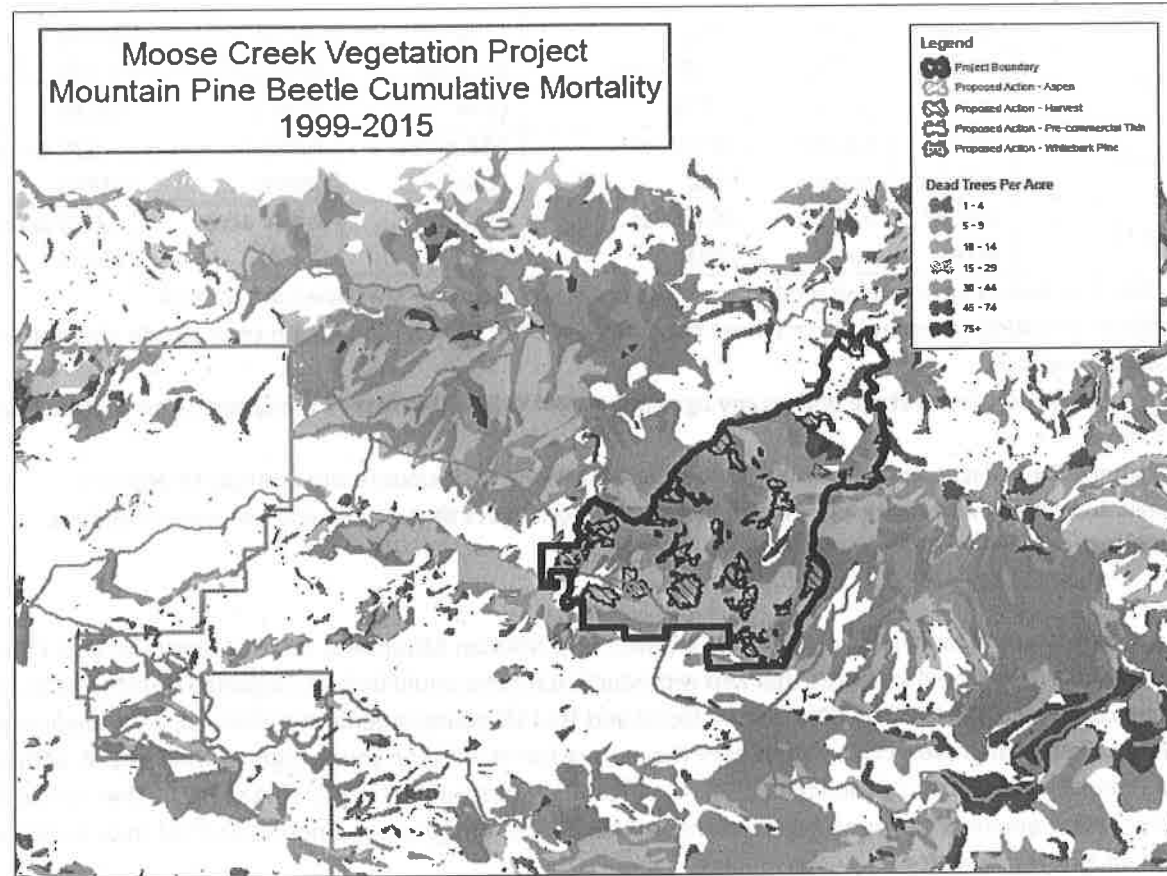 Moose Creek Vegetation Project
Mountain Pine Beetle Cumulative Mortality
1999-2015
Legend
Project Boundary
Proposed Action - Aspen
Proposed Action - Harvest
Proposed Action - Pre-commercial Thin
Proposed Action - Whitebark Pine
Dead Trees Per Acre
1 - 4
5 - 9
10 - 14
15 - 29
30 - 44
45 - 74
75+